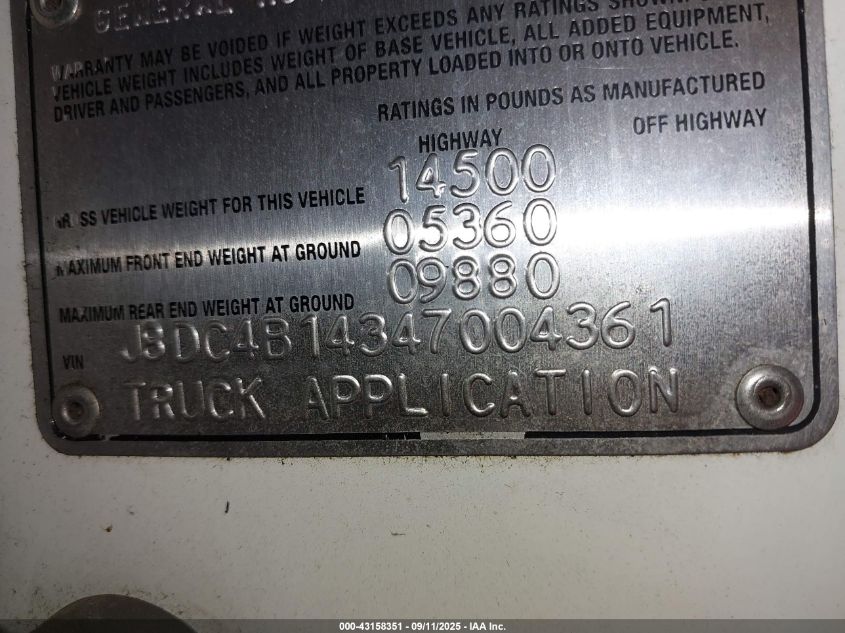 GENERAL
WARRANTY MAY BE VOIDED IF WEIGHT EXCEEDS ANY RATINGS SHOWN.
VEHICLE WEIGHT INCLUDES WEIGHT OF BASE VEHICLE, ALL ADDED EQUIPMENT,
DRIVER AND PASSENGERS, AND ALL PROPERTY LOADED INTO OR ONTO VEHICLE.
RATINGS IN POUNDS AS MANUFACTURED
HIGHWAY OFF HIGHWAY
GROSS VEHICLE WEIGHT FOR THIS VEHICLE 14500
MAXIMUM FRONT END WEIGHT AT GROUND 05360
MAXIMUM REAR END WEIGHT AT GROUND 09880
VIN J8DC4B14347004361
TRUCK APPLICATION
000-43158351 - 09/11/2025 - IAA Inc.